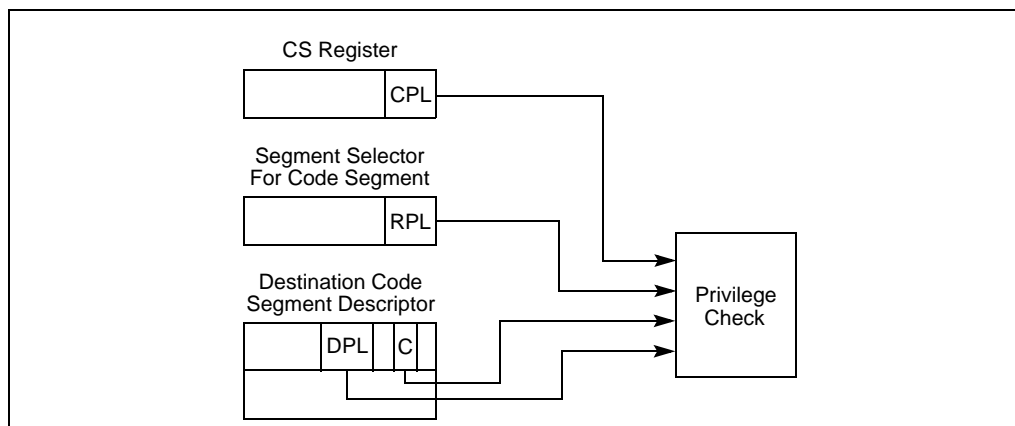 CS Register
CPL
Segment Selector
For Code Segment
RPL
Destination Code
Segment Descriptor
DPL
C
Privilege
Check